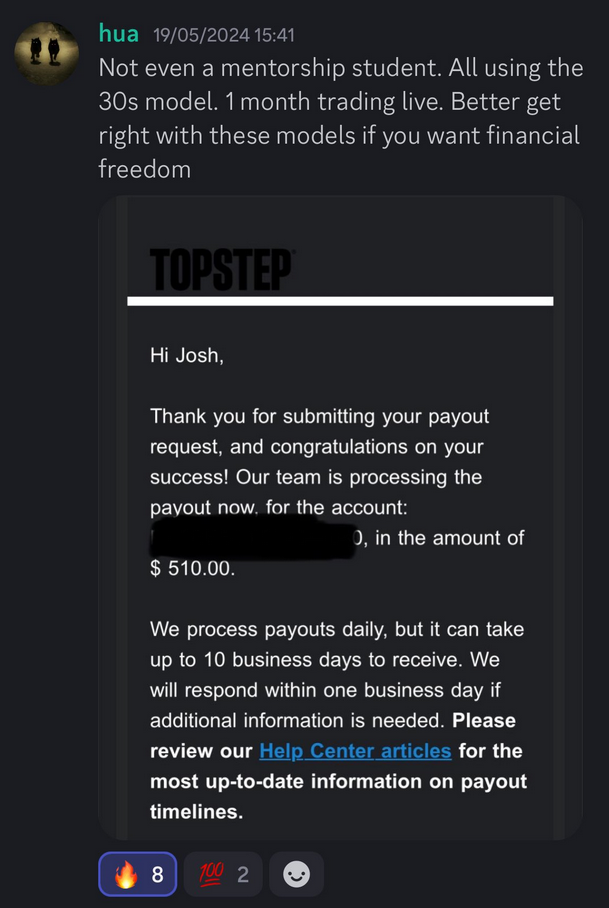 hua 19/05/2024 15:41
Not even a mentorship student. All using the
30s model. 1 month trading live. Better get
right with these models if you want financial
freedom
TOPSTEP
Hi Josh,
Thank you for submitting your payout
request, and congratulations on your
success! Our team is processing the
payout now, for the account:
0, in the amount of
$ 510.00.
We process payouts daily, but it can take
up to 10 business days to receive. We
will respond within one business day if
additional information is needed. Please
review our Help Center articles for the
most up-to-date information on payout
timelines.
🔥 8 💯 2